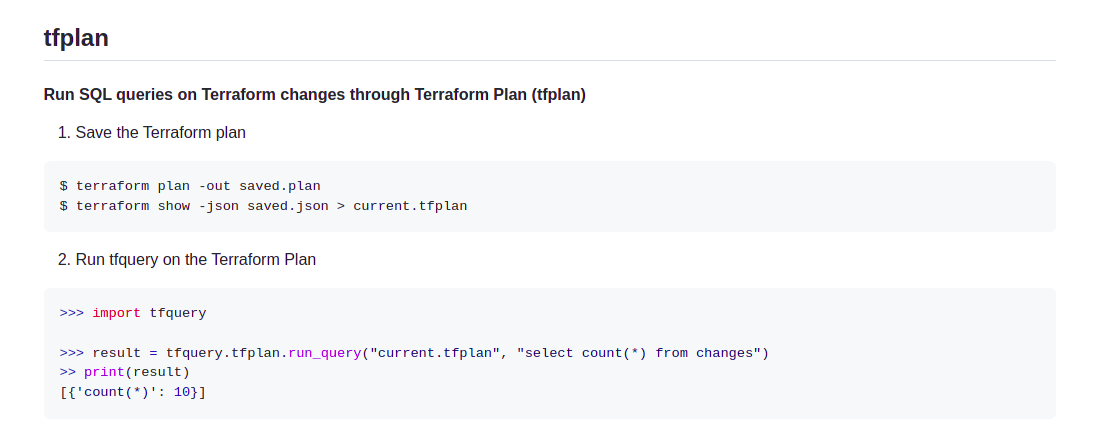 tfplan
Run SQL queries on Terraform changes through Terraform Plan (tfplan)
1. Save the Terraform plan
$ terraform plan -out saved.plan
$ terraform show -json saved.json > current.tfplan
2. Run tfquery on the Terraform Plan
>>> import tfquery
>>> result = tfquery.tfplan.run_query("current.tfplan", "select count(*) from changes")
>> print(result)
[{'count(*)': 10}]